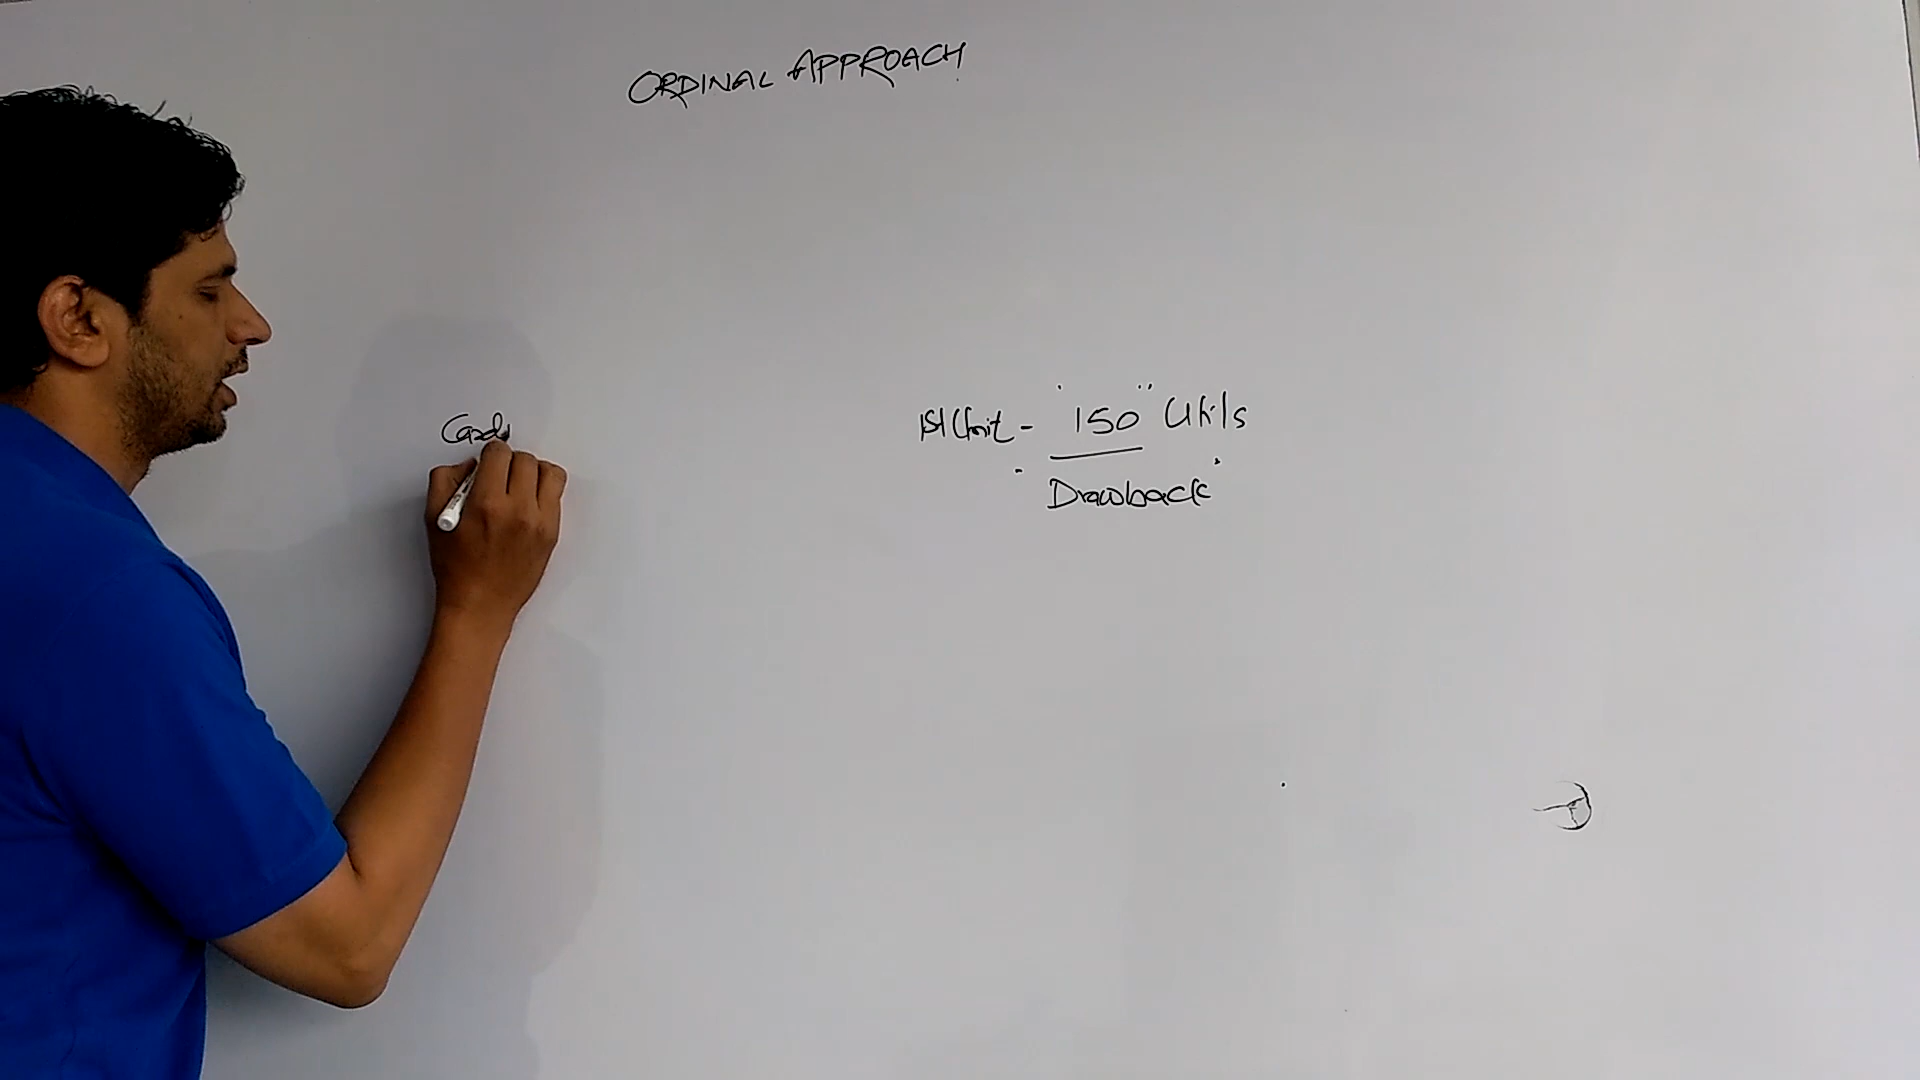 ORDINAL APPROACH
1st Unit - "150" Utils
"Drawback"